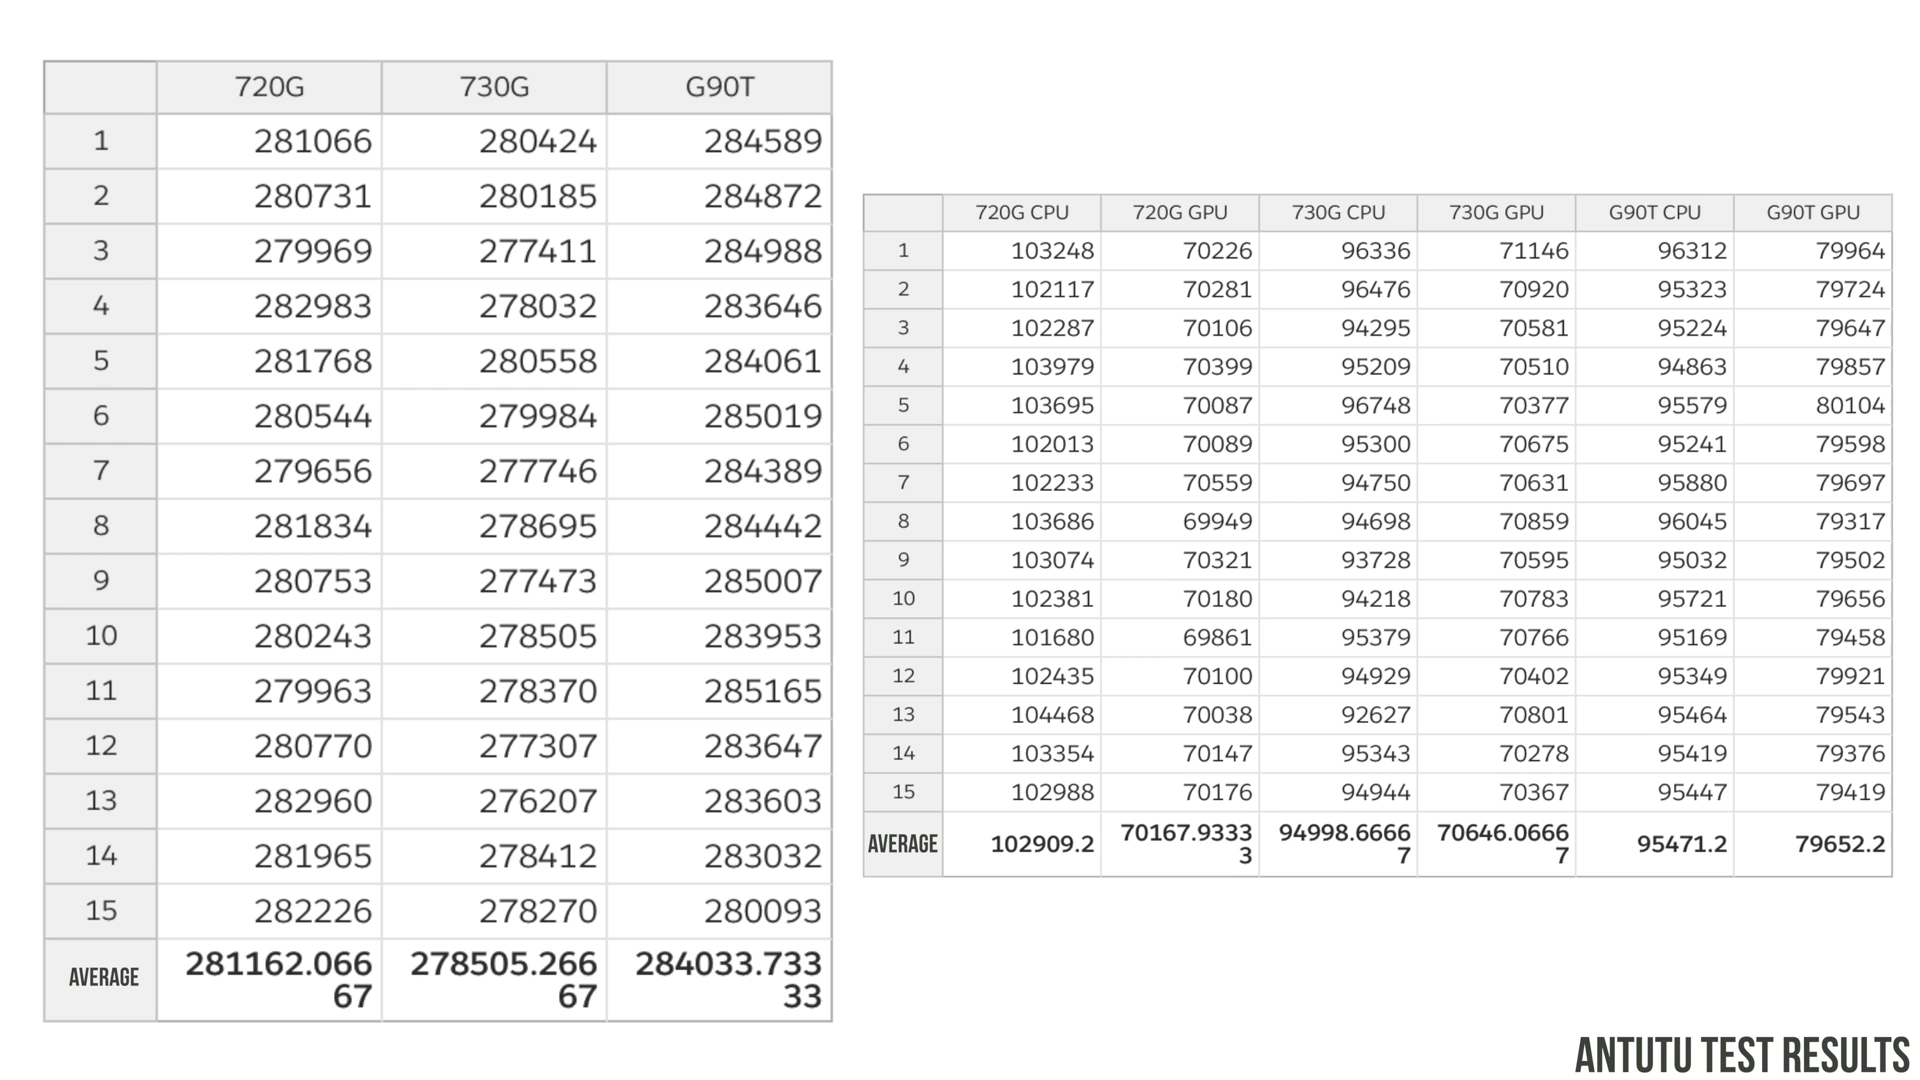 720G 730G G90T
1 281066 280424 284589
2 280731 280185 284872
3 279969 277411 284988
4 282983 278032 283646
5 281768 280558 284061
6 280544 279984 285019
7 279656 277746 284389
8 281834 278695 284442
9 280753 277473 285007
10 280243 278505 283953
11 279963 278370 285165
12 280770 277307 283647
13 282960 276207 283603
14 281965 278412 283032
15 282226 278270 280093
AVERAGE 281162.066 278505.266 284033.733
67 67 33
720G CPU 720G GPU 730G CPU 730G GPU G90T CPU G90T GPU
1 103248 70226 96336 71146 96312 79964
2 102117 70281 96476 70920 95323 79724
3 102287 70106 94295 70581 95224 79647
4 103979 70399 95209 70510 94863 79857
5 103695 70087 96748 70377 95579 80104
6 102013 70089 95300 70675 95241 79598
7 102233 70559 94750 70631 95880 79697
8 103686 69949 94698 70859 96045 79317
9 103074 70321 93728 70595 95032 79502
10 102381 70180 94218 70783 95721 79656
11 101680 69861 95379 70766 95169 79458
12 102435 70100 94929 70402 95349 79921
13 104468 70038 92627 70801 95464 79543
14 103354 70147 95343 70278 95419 79376
15 102988 70176 94944 70367 95447 79419
AVERAGE 102909.2 70167.9333 94998.6666 70646.0666 95471.2 79652.2
3 7 7
ANTUTU TEST RESULTS